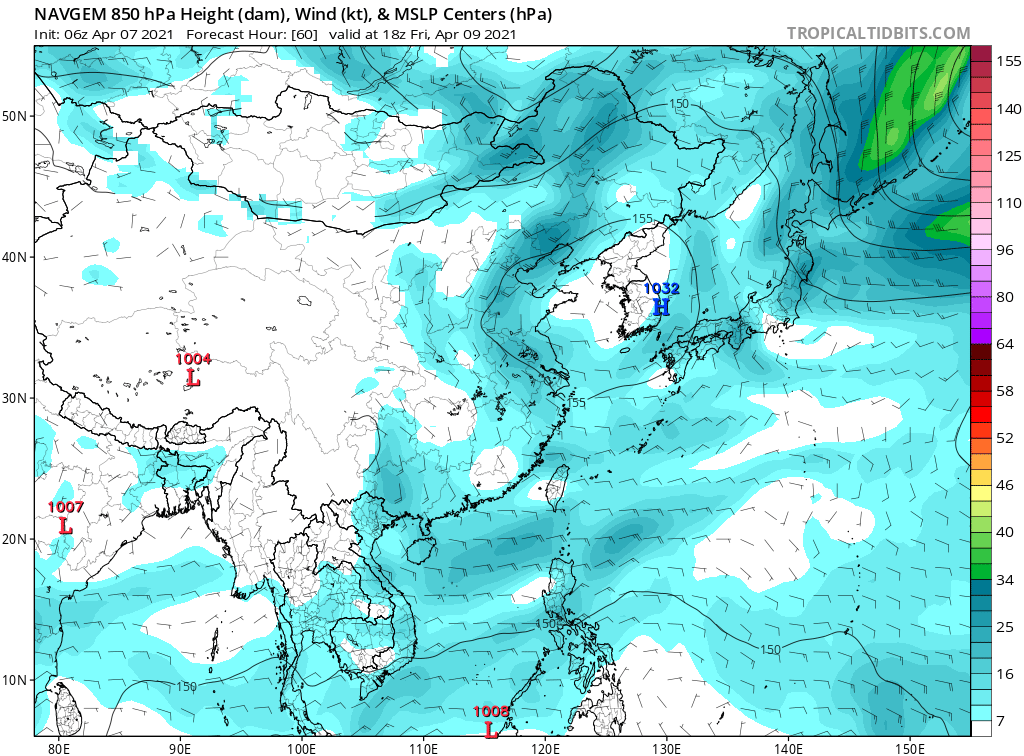 NAVGEM 850 hPa Height (dam), Wind (kt), & MSLP Centers (hPa)
Init: 06z Apr 07 2021 Forecast Hour: [60] valid at 18z Fri, Apr 09 2021
TROPICALTIDBITS.COM
155
140
125
110
96
80
64
58
52
46
40
34
25
16
7
50N
40N
30N
20N
10N
80E
90E
100E
110E
120E
130E
140E
150E
150
155
1032
H
1004
L
155
1007
L
150
150
150
1008
L